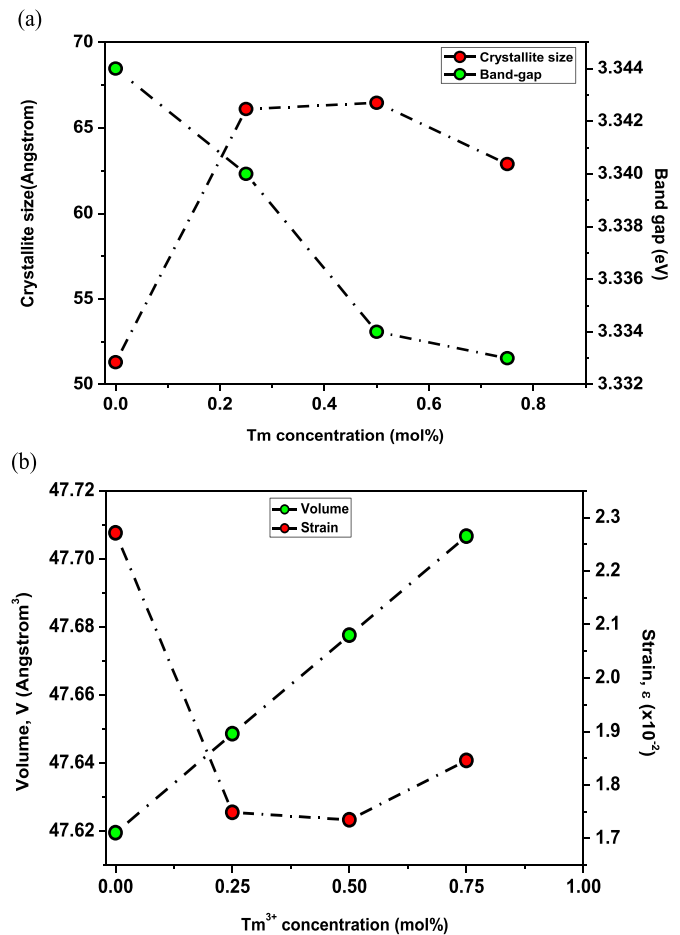 (a)
70
65
60
55
50
Crystallite size(Angstrom)
Crystallite size
Band-gap
3.344
3.342
3.340
3.338
3.336
3.334
3.332
Band gap (eV)
0.0 0.2 0.4 0.6 0.8
Tm concentration (mol%)
(b)
47.72
47.70
47.68
47.66
47.64
47.62
Volume, V (Angstrom³)
Volume
Strain
2.3
2.2
2.1
2.0
1.9
1.8
1.7
Strain, ε (x10⁻²)
0.00 0.25 0.50 0.75 1.00
Tm³⁺ concentration (mol%)